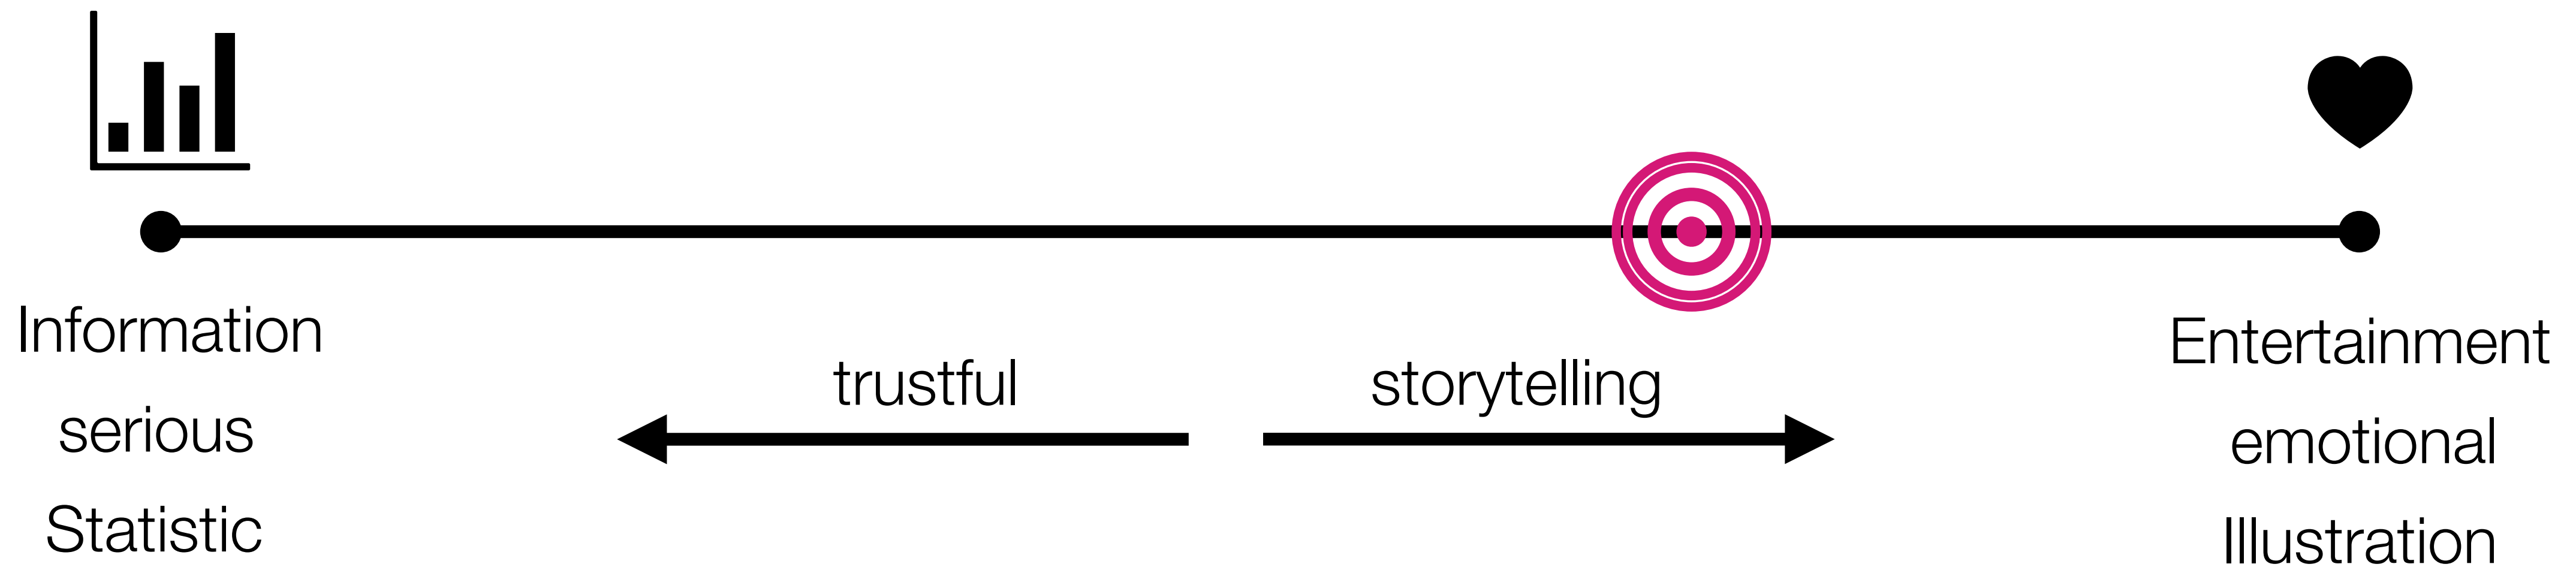 Information
serious
Statistic
trustful
storytelling
Entertainment
emotional
Illustration